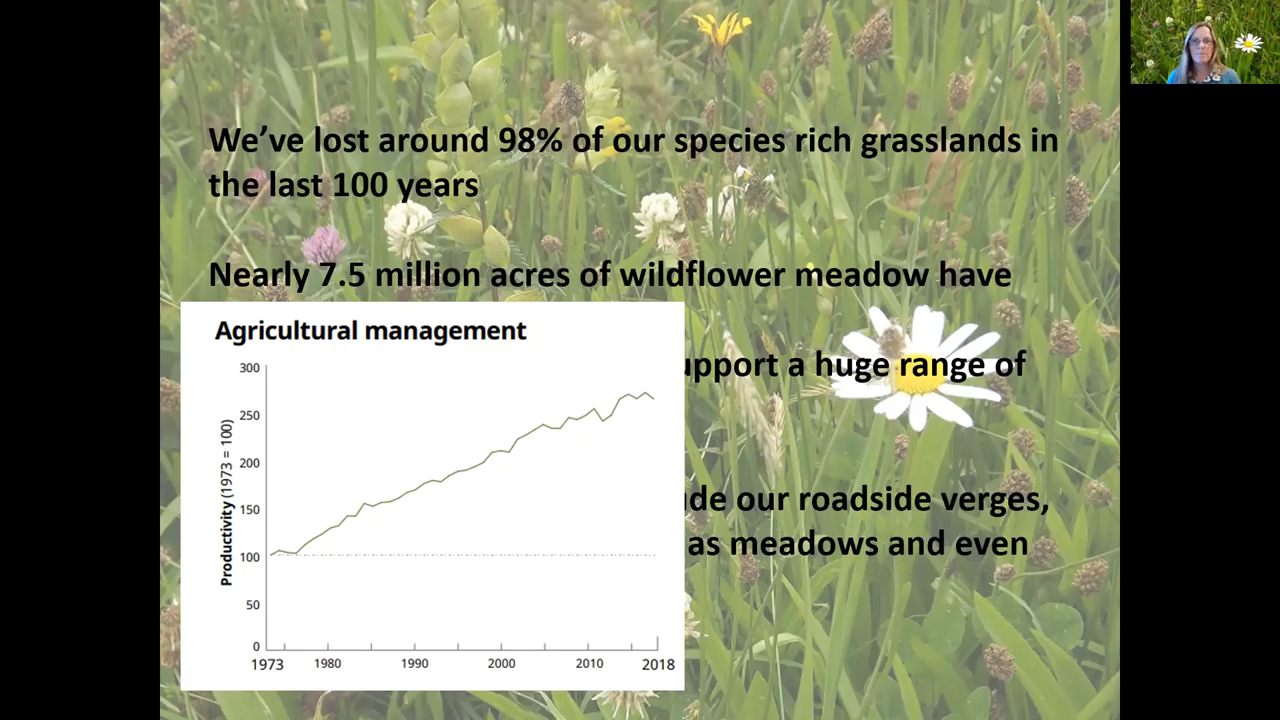 We’ve lost around 98% of our species rich grasslands in
the last 100 years
Nearly 7.5 million acres of wildflower meadow have
upport a huge range of
ude our roadside verges,
as meadows and even
Agricultural management
300
250
200
150
100
50
0
Productivity (1973 = 100)
1973 1980 1990 2000 2010 2018